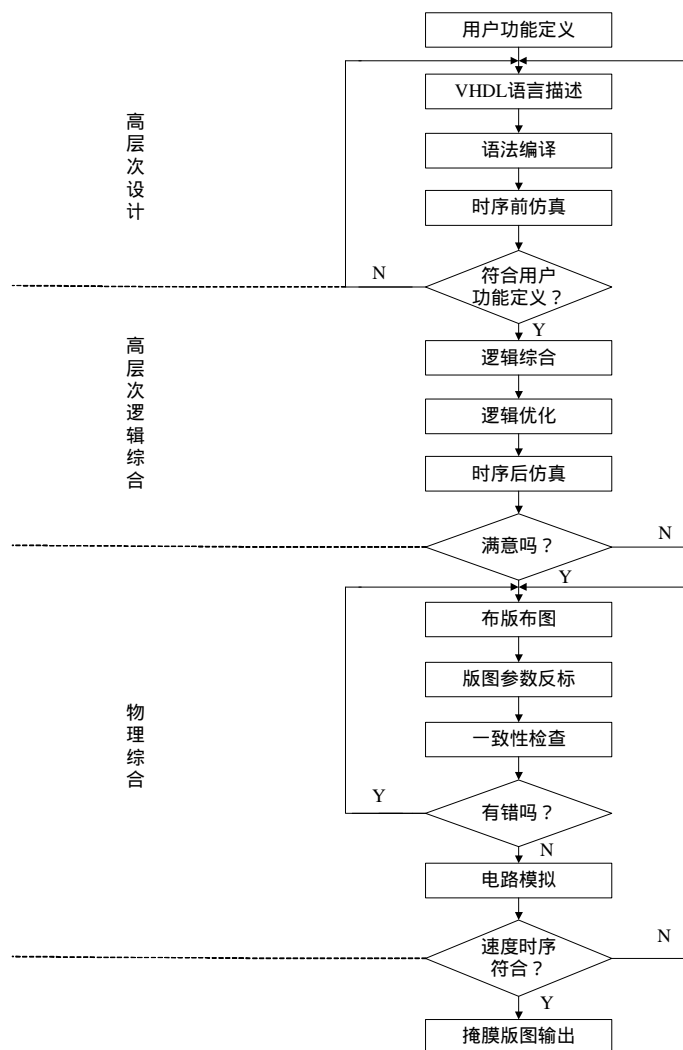 用户功能定义
VHDL语言描述
高层次设计
语法编译
时序前仿真
N
符合用户
功能定义？
Y
高层次逻辑综合
逻辑综合
逻辑优化
时序后仿真
满意吗？
N
Y
布版布图
版图参数反标
物理综合
一致性检查
Y
有错吗？
N
电路模拟
速度时序
符合？
N
Y
掩膜版图输出